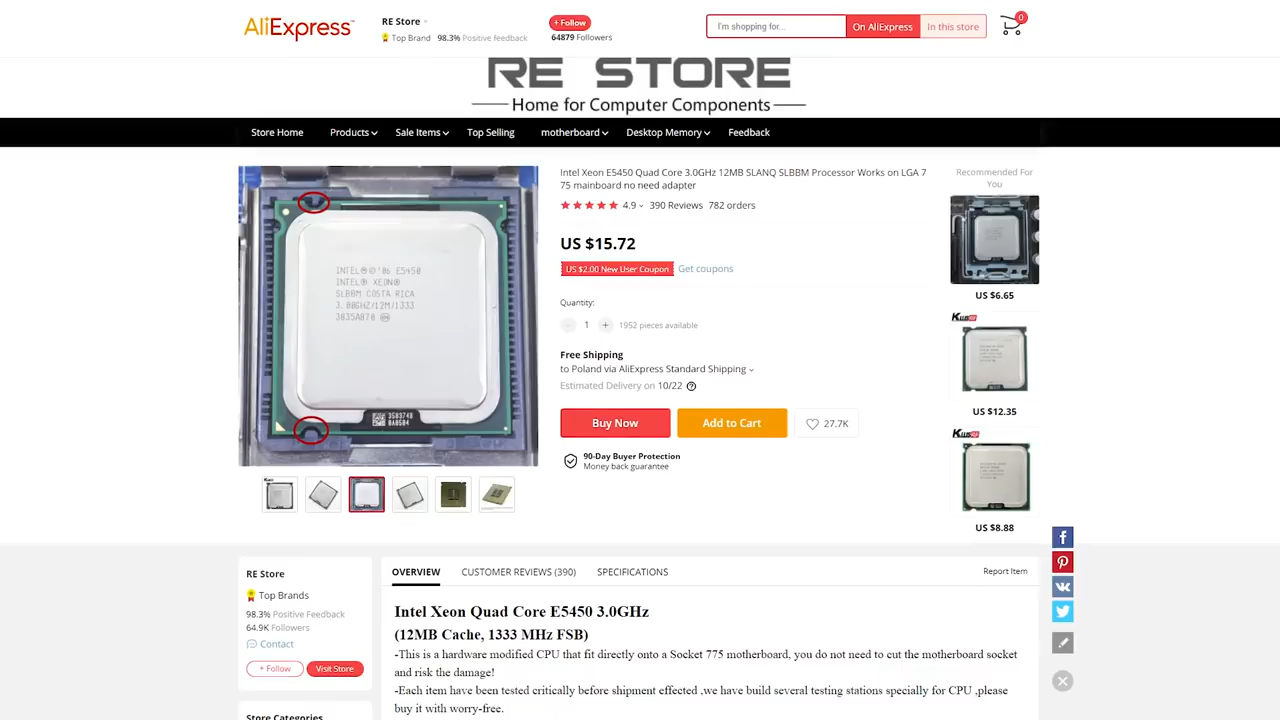 AliExpress
RE Store
Top Brand 98.3% Positive feedback
+ Follow
64879 Followers
I'm shopping for...
On AliExpress
In this store
0
RE STORE
Home for Computer Components
Store Home
Products
Sale Items
Top Selling
motherboard
Desktop Memory
Feedback
INTEL®©'06 E5450
INTEL® XEON®
SLBBM COSTA RICA
3.00GHZ/12M/1333
3835A870
Intel Xeon E5450 Quad Core 3.0GHz 12MB SLANQ SLBBM Processor Works on LGA 7
75 mainboard no need adapter
4.9 390 Reviews 782 orders
US $15.72
US $2.00 New User Coupon Get coupons
Quantity:
− 1 + 1952 pieces available
Free Shipping
to Poland via AliExpress Standard Shipping
Estimated Delivery on 10/22 ?
Buy Now
Add to Cart
27.7K
90-Day Buyer Protection
Money back guarantee
Recommended For
You
US $6.65
US $12.35
US $8.88
RE Store
Top Brands
98.3% Positive Feedback
64.9K Followers
Contact
+ Follow
Visit Store
Store Categories
OVERVIEW
CUSTOMER REVIEWS (390)
SPECIFICATIONS
Report Item
Intel Xeon Quad Core E5450 3.0GHz
(12MB Cache, 1333 MHz FSB)
-This is a hardware modified CPU that fit directly onto a Socket 775 motherboard, you do not need to cut the motherboard socket
and risk the damage!
-Each item have been tested critically before shipment effected ,we have build several testing stations specially for CPU ,please
buy it with worry-free.